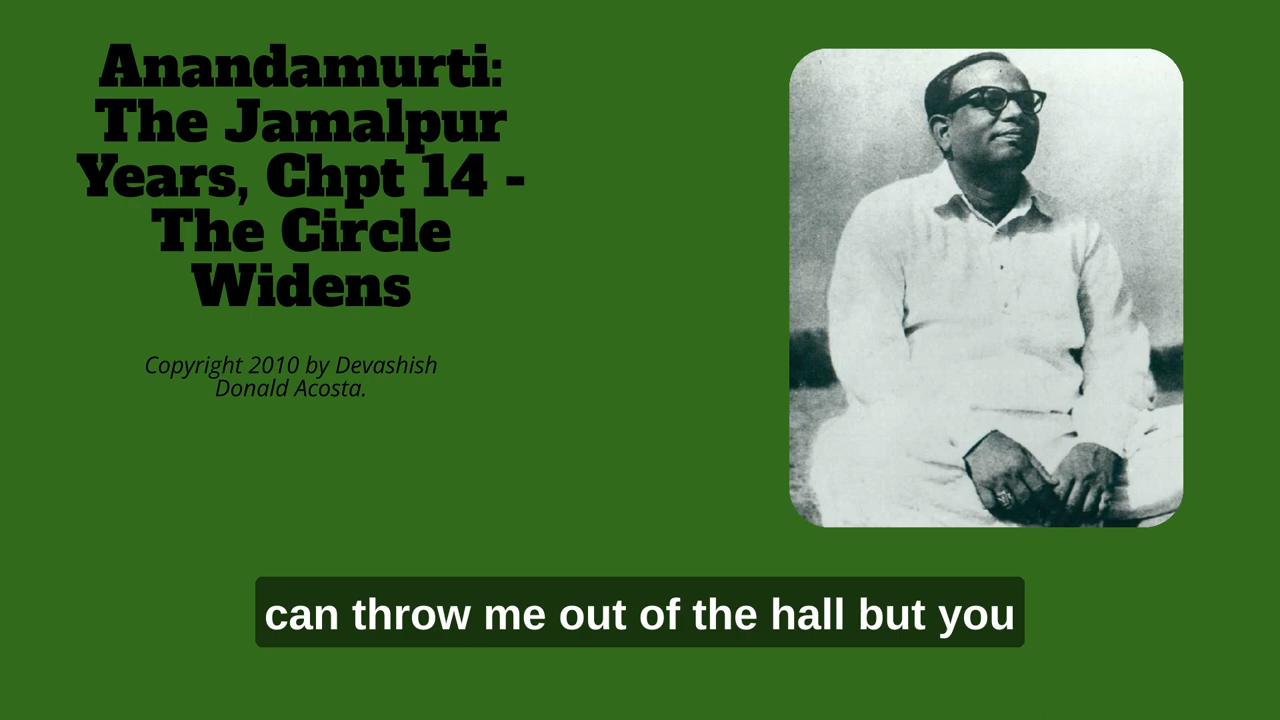 Anandamurti:
The Jamalpur
Years, Chpt 14 -
The Circle
Widens
Copyright 2010 by Devashish
Donald Acosta.
can throw me out of the hall but you